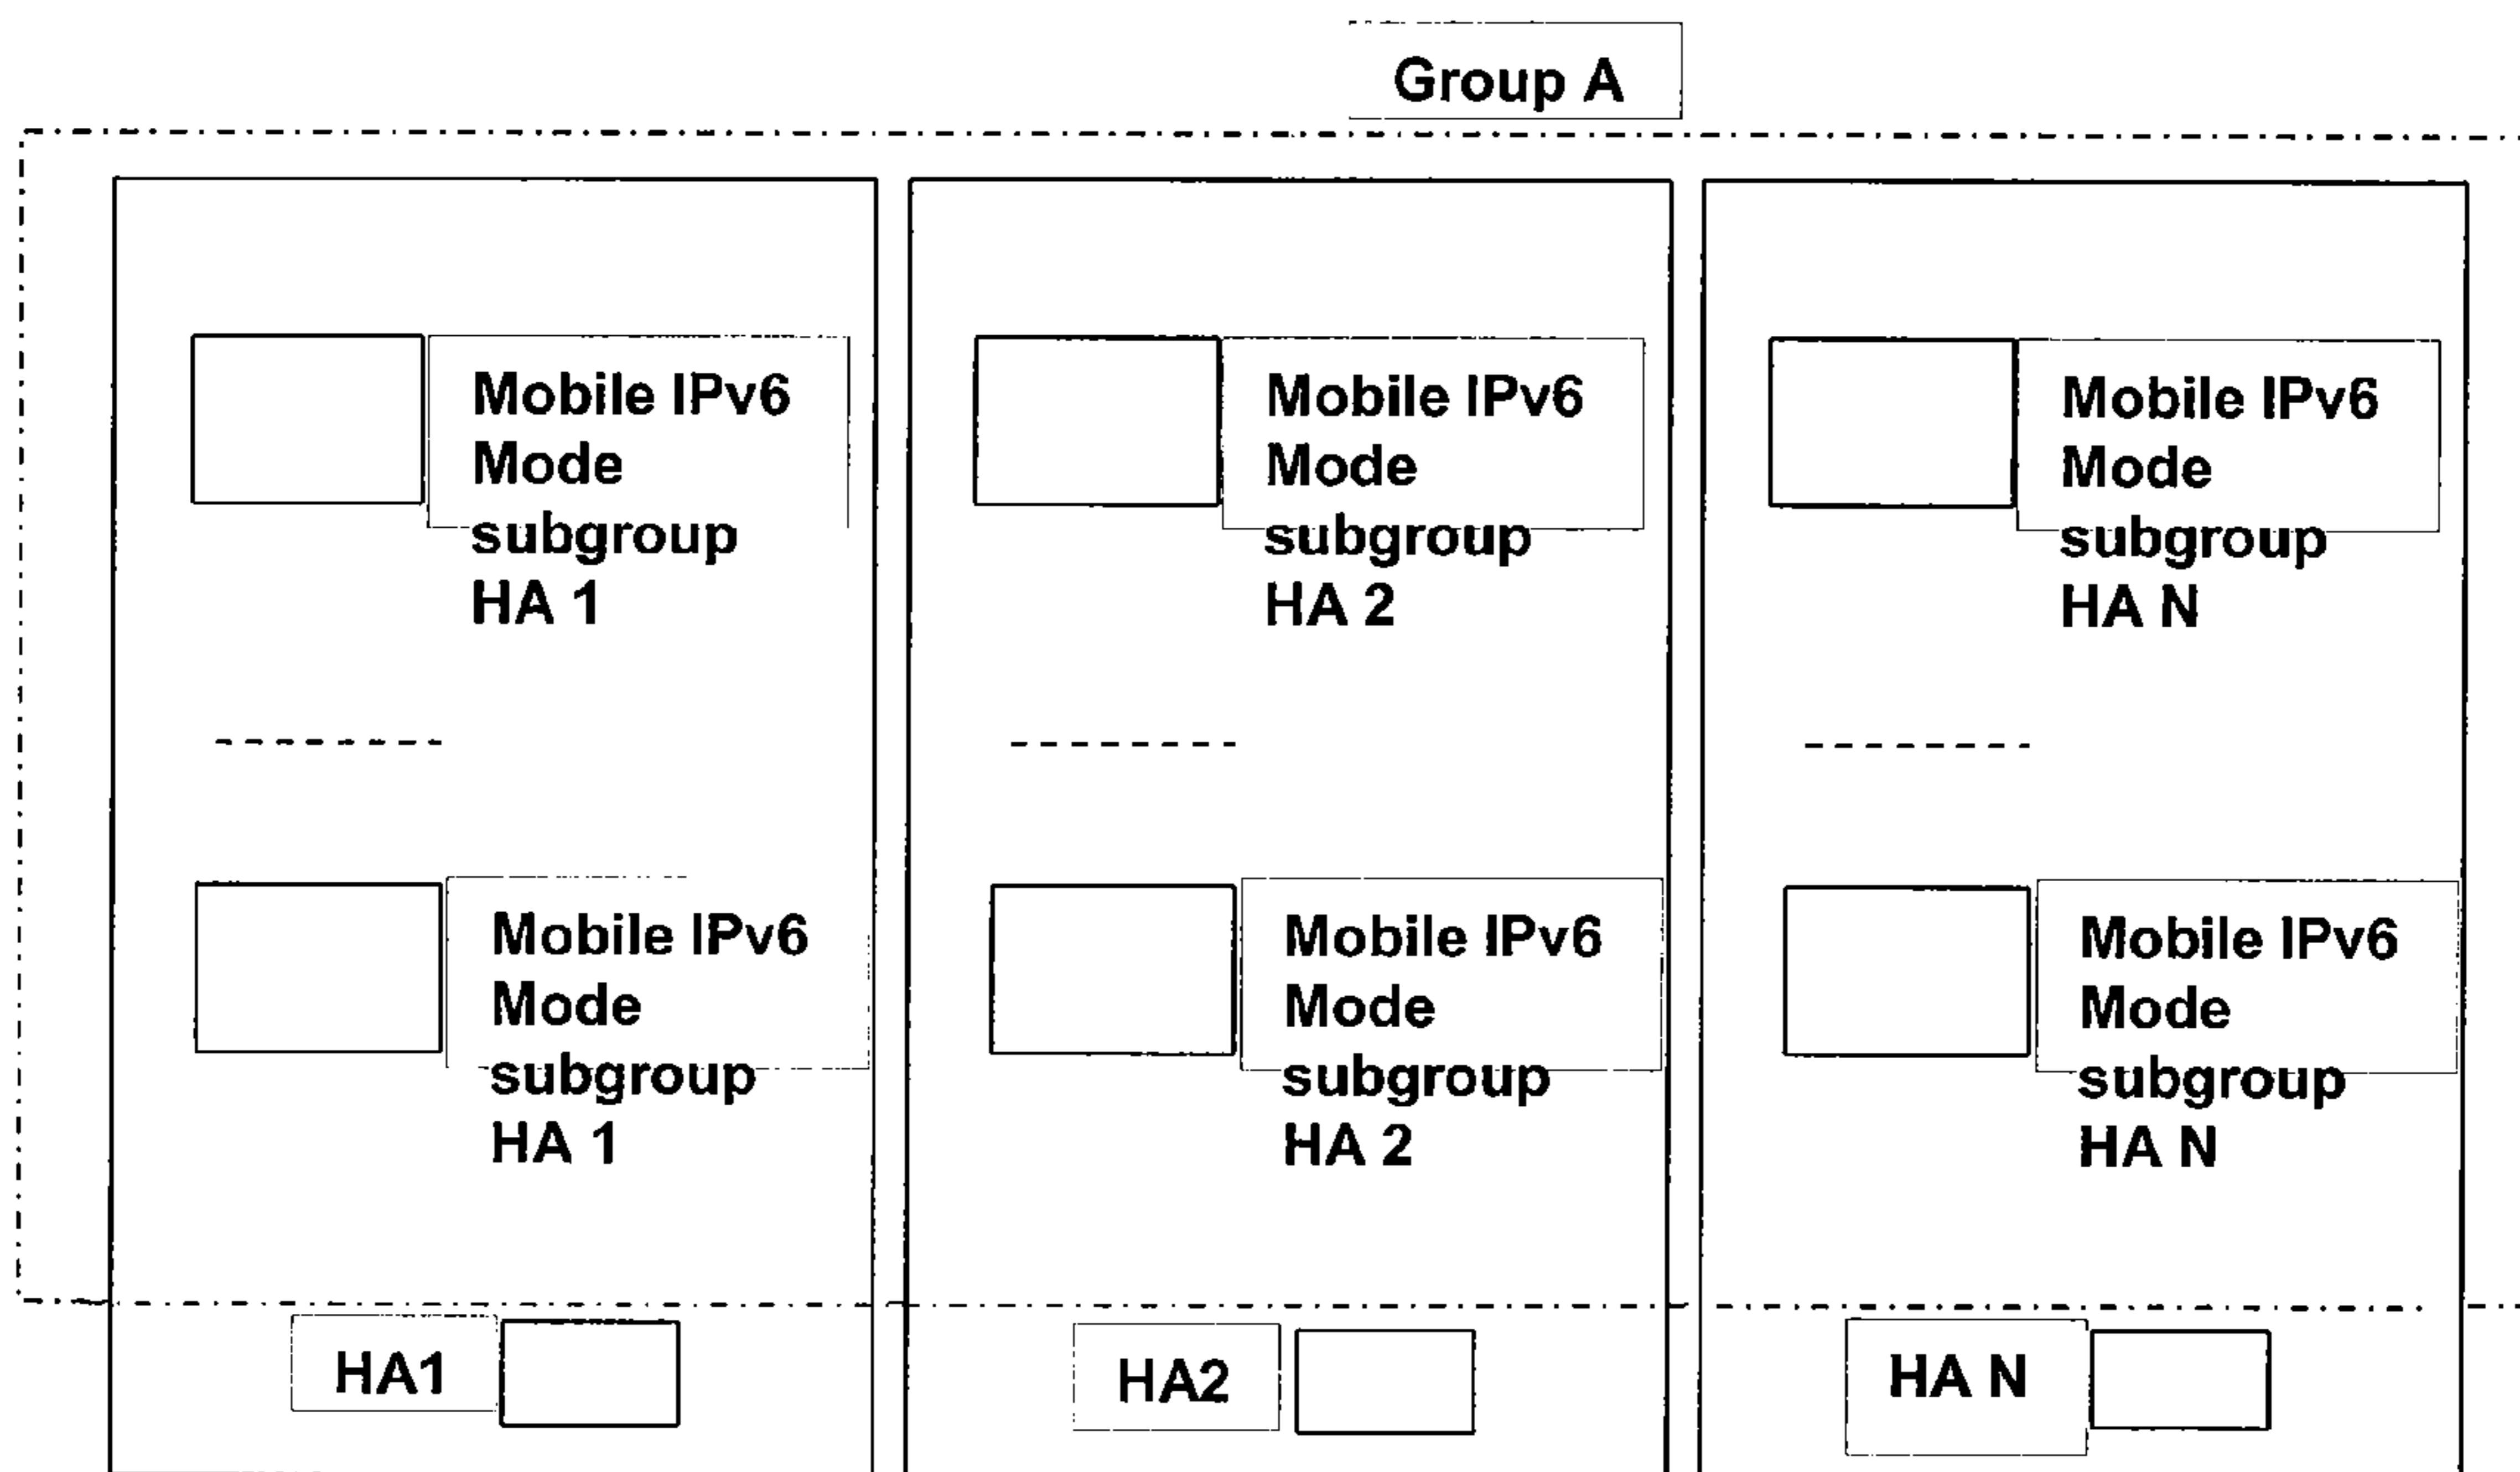 Group A
Mobile IPv6
Mode
subgroup
HA 1
Mobile IPv6
Mode
subgroup
HA 2
Mobile IPv6
Mode
subgroup
HA N
Mobile IPv6
Mode
subgroup
HA 1
Mobile IPv6
Mode
subgroup
HA 2
Mobile IPv6
Mode
subgroup
HA N
HA1
HA2
HA N